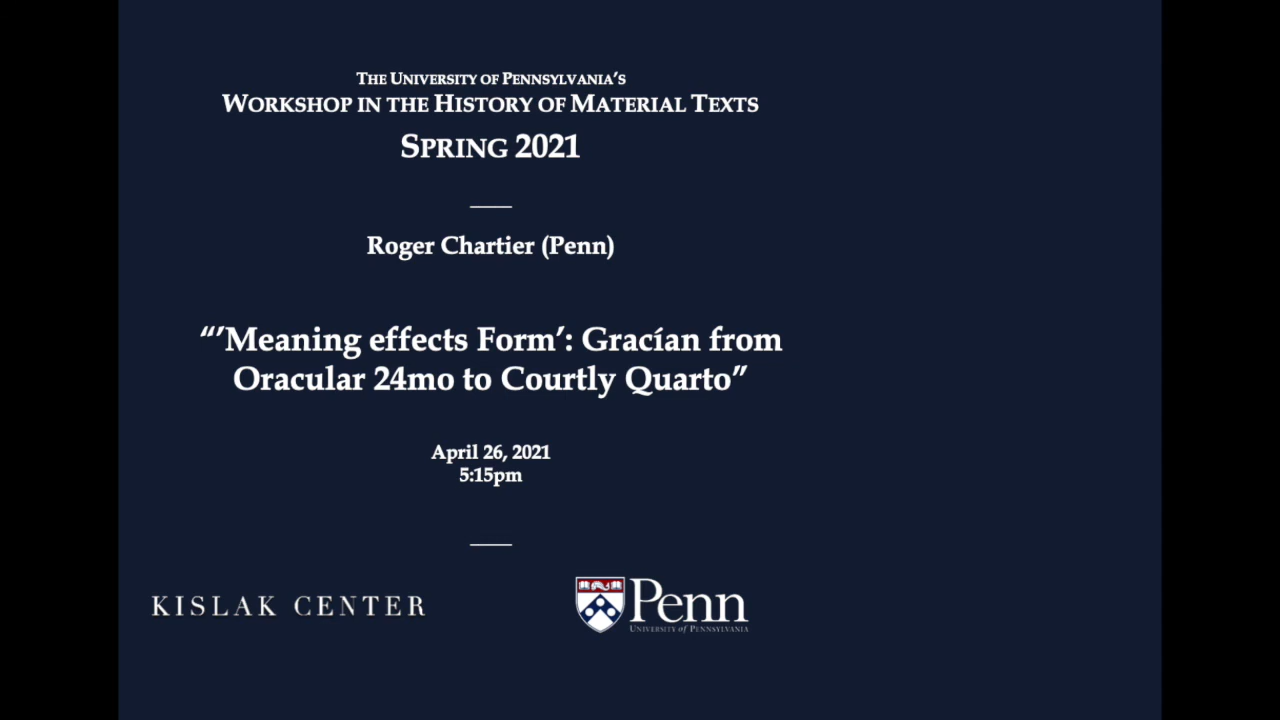 THE UNIVERSITY OF PENNSYLVANIA’S
WORKSHOP IN THE HISTORY OF MATERIAL TEXTS
SPRING 2021
Roger Chartier (Penn)
“’Meaning effects Form’: Gracían from
Oracular 24mo to Courtly Quarto”
April 26, 2021
5:15pm
KISLAK CENTER
Penn
UNIVERSITY of PENNSYLVANIA